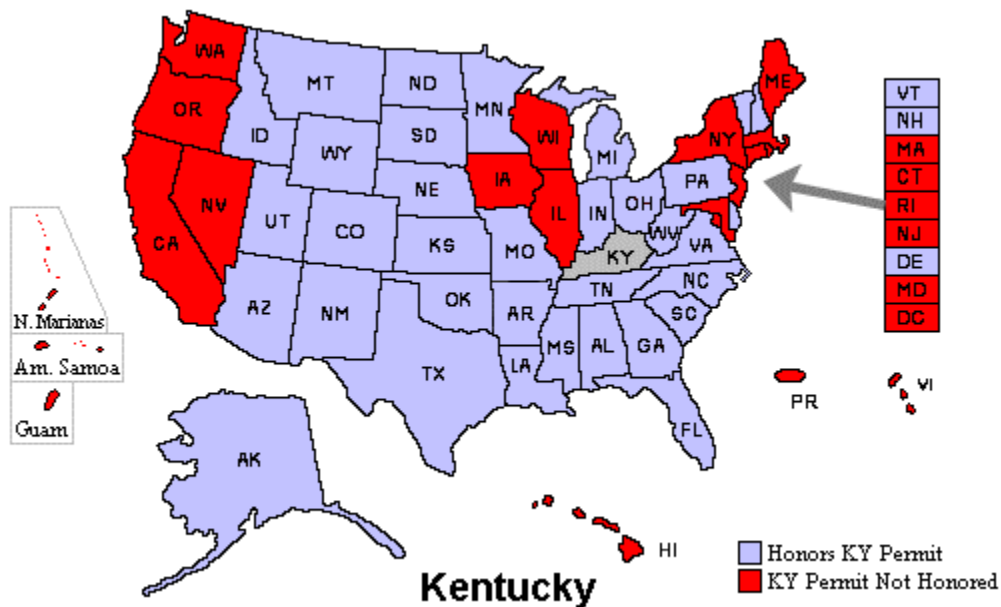 WA
OR
CA
NV
ID
MT
WY
UT
CO
AZ
NM
ND
SD
NE
KS
OK
TX
MN
IA
MO
AR
LA
WI
IL
MI
IN
OH
KY
TN
MS
AL
GA
FL
SC
NC
VA
WV
PA
NY
ME
VT
NH
MA
CT
RI
NJ
DE
MD
DC
N. Marianas
Am. Samoa
Guam
AK
HI
PR
VI
Honors KY Permit
KY Permit Not Honored
Kentucky